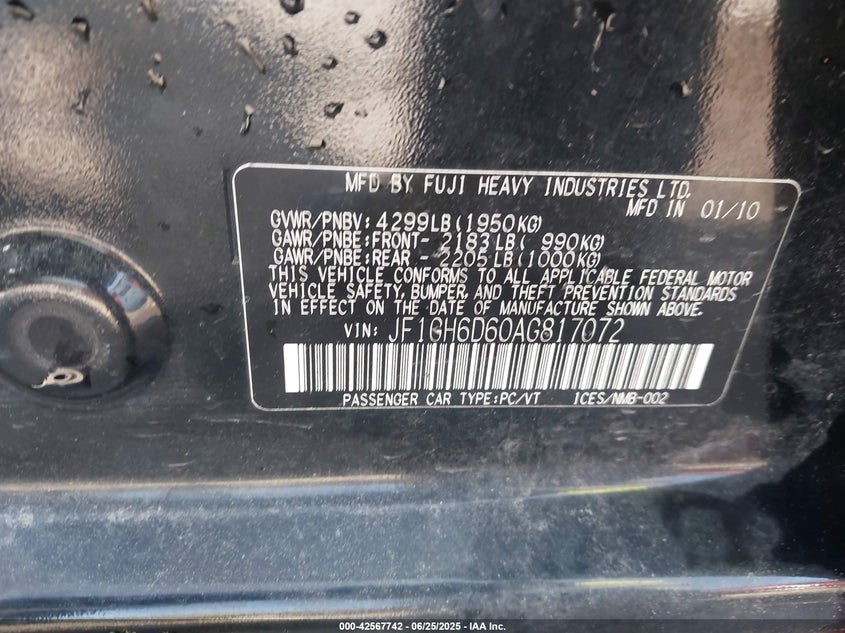 MFD BY FUJI HEAVY INDUSTRIES LTD.
MFD IN 01/10
GVWR/PNBV: 4299LB(1950KG)
GAWR/PNBE:FRONT- 2183LB( 990KG)
GAWR/PNBE:REAR - 2205LB(1000KG)
THIS VEHICLE CONFORMS TO ALL APPLICABLE FEDERAL MOTOR
VEHICLE SAFETY, BUMPER, AND THEFT PREVENTION STANDARDS
IN EFFECT ON THE DATE OF MANUFACTURE SHOWN ABOVE.
VIN: JF1GH6D60AG817072
PASSENGER CAR TYPE:PC/VT ICES/NMB-002
000-42567742 - 06/25/2025 - IAA Inc.